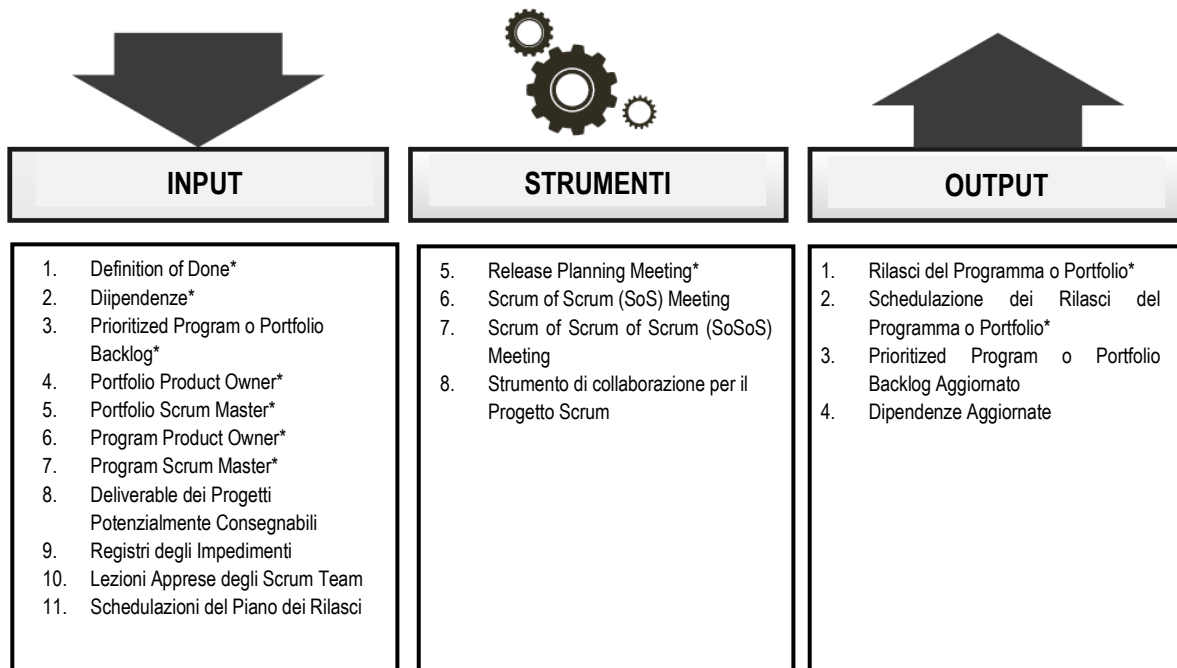 INPUT
1. Definition of Done*
2. Diipendenze*
3. Prioritized Program o Portfolio
Backlog*
4. Portfolio Product Owner*
5. Portfolio Scrum Master*
6. Program Product Owner*
7. Program Scrum Master*
8. Deliverable dei Progetti
Potenzialmente Consegnabili
9. Registri degli Impedimenti
10. Lezioni Apprese degli Scrum Team
11. Schedulazioni del Piano dei Rilasci
STRUMENTI
5. Release Planning Meeting*
6. Scrum of Scrum (SoS) Meeting
7. Scrum of Scrum of Scrum (SoSoS)
Meeting
8. Strumento di collaborazione per il
Progetto Scrum
OUTPUT
1. Rilasci del Programma o Portfolio*
2. Schedulazione dei Rilasci del
Programma o Portfolio*
3. Prioritized Program o Portfolio
Backlog Aggiornato
4. Dipendenze Aggiornate